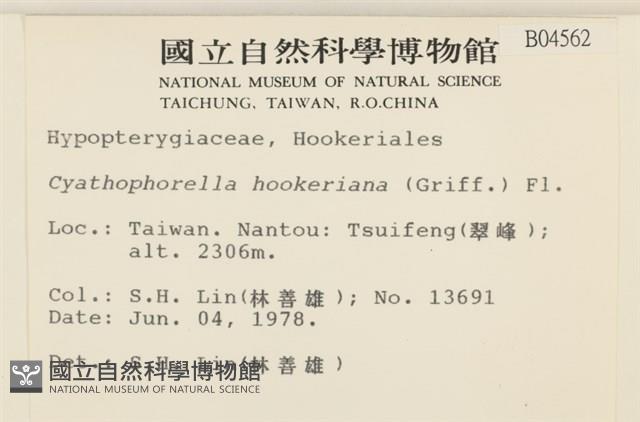 國立自然科學博物館
B04562
NATIONAL MUSEUM OF NATURAL SCIENCE
TAICHUNG, TAIWAN, R.O.CHINA
Hypopterygiaceae, Hookeriales
Cyathophorella hookeriana (Griff.) Fl.
Loc.: Taiwan. Nantou: Tsuifeng(翠峰);
alt. 2306m.
Col.: S.H. Lin(林善雄); No. 13691
Date: Jun. 04, 1978.
Det.: S.H. Lin(林善雄)
國立自然科學博物館
NATIONAL MUSEUM OF NATURAL SCIENCE